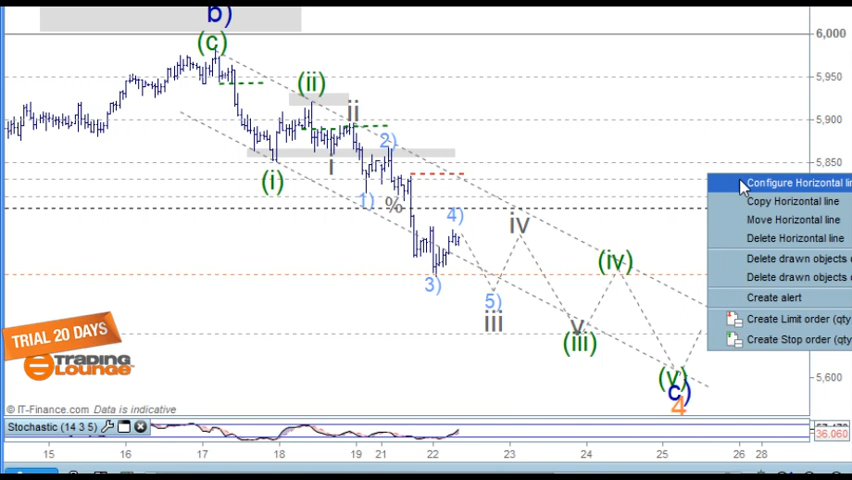 b)
6,000
(c)
5,950
(ii)
ii
5,900
2)
5,850
i
(i)
Configure Horizontal li
Copy Horizontal line
1)
%
4)
iv
Move Horizontal line
Delete Horizontal line
(iv)
Delete drawn objects
Delete drawn objects
3)
5)
Create alert
iii
v
Create Limit order (qty
TRIAL 20 DAYS
(iii)
Create Stop order (qty
TRADING
LOUNGE
(v)
c)
5,600
4
© IT-Finance.com Data is indicative
Stochastic (14 3 5)
36.060
15
16
17
18
19
21
22
23
24
25
26
28